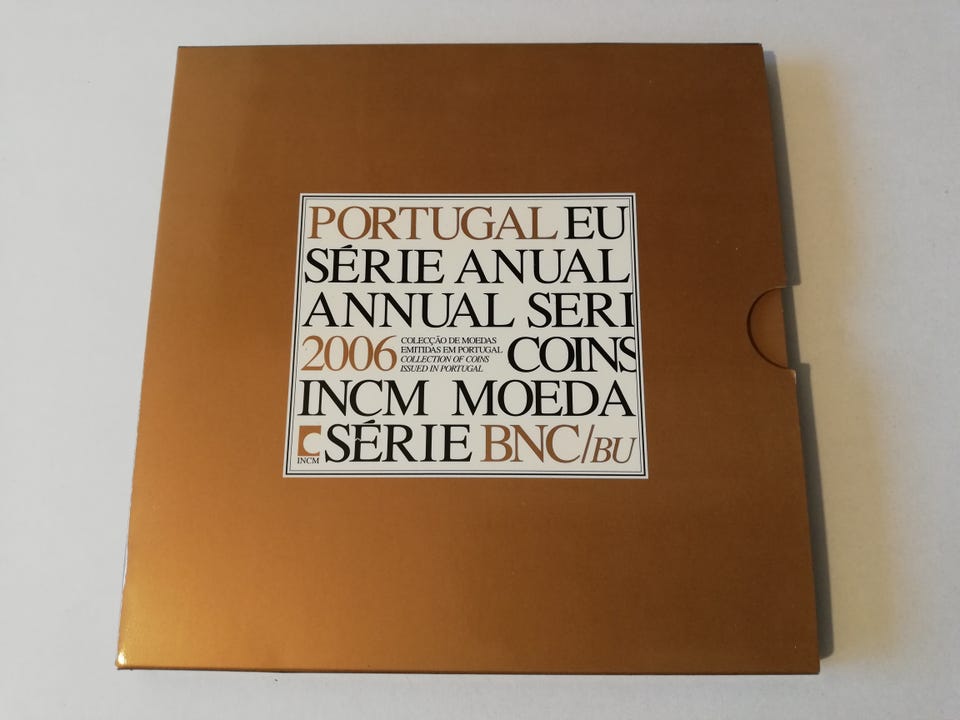 PORTUGAL EU
SÉRIE ANUAL
ANNUAL SERI
2006 COLECÇÃO DE MOEDAS
EMITIDAS EM PORTUGAL
COLLECTION OF COINS
ISSUED IN PORTUGAL
COINS
INCM MOEDA
INCM SÉRIE BNC/BU